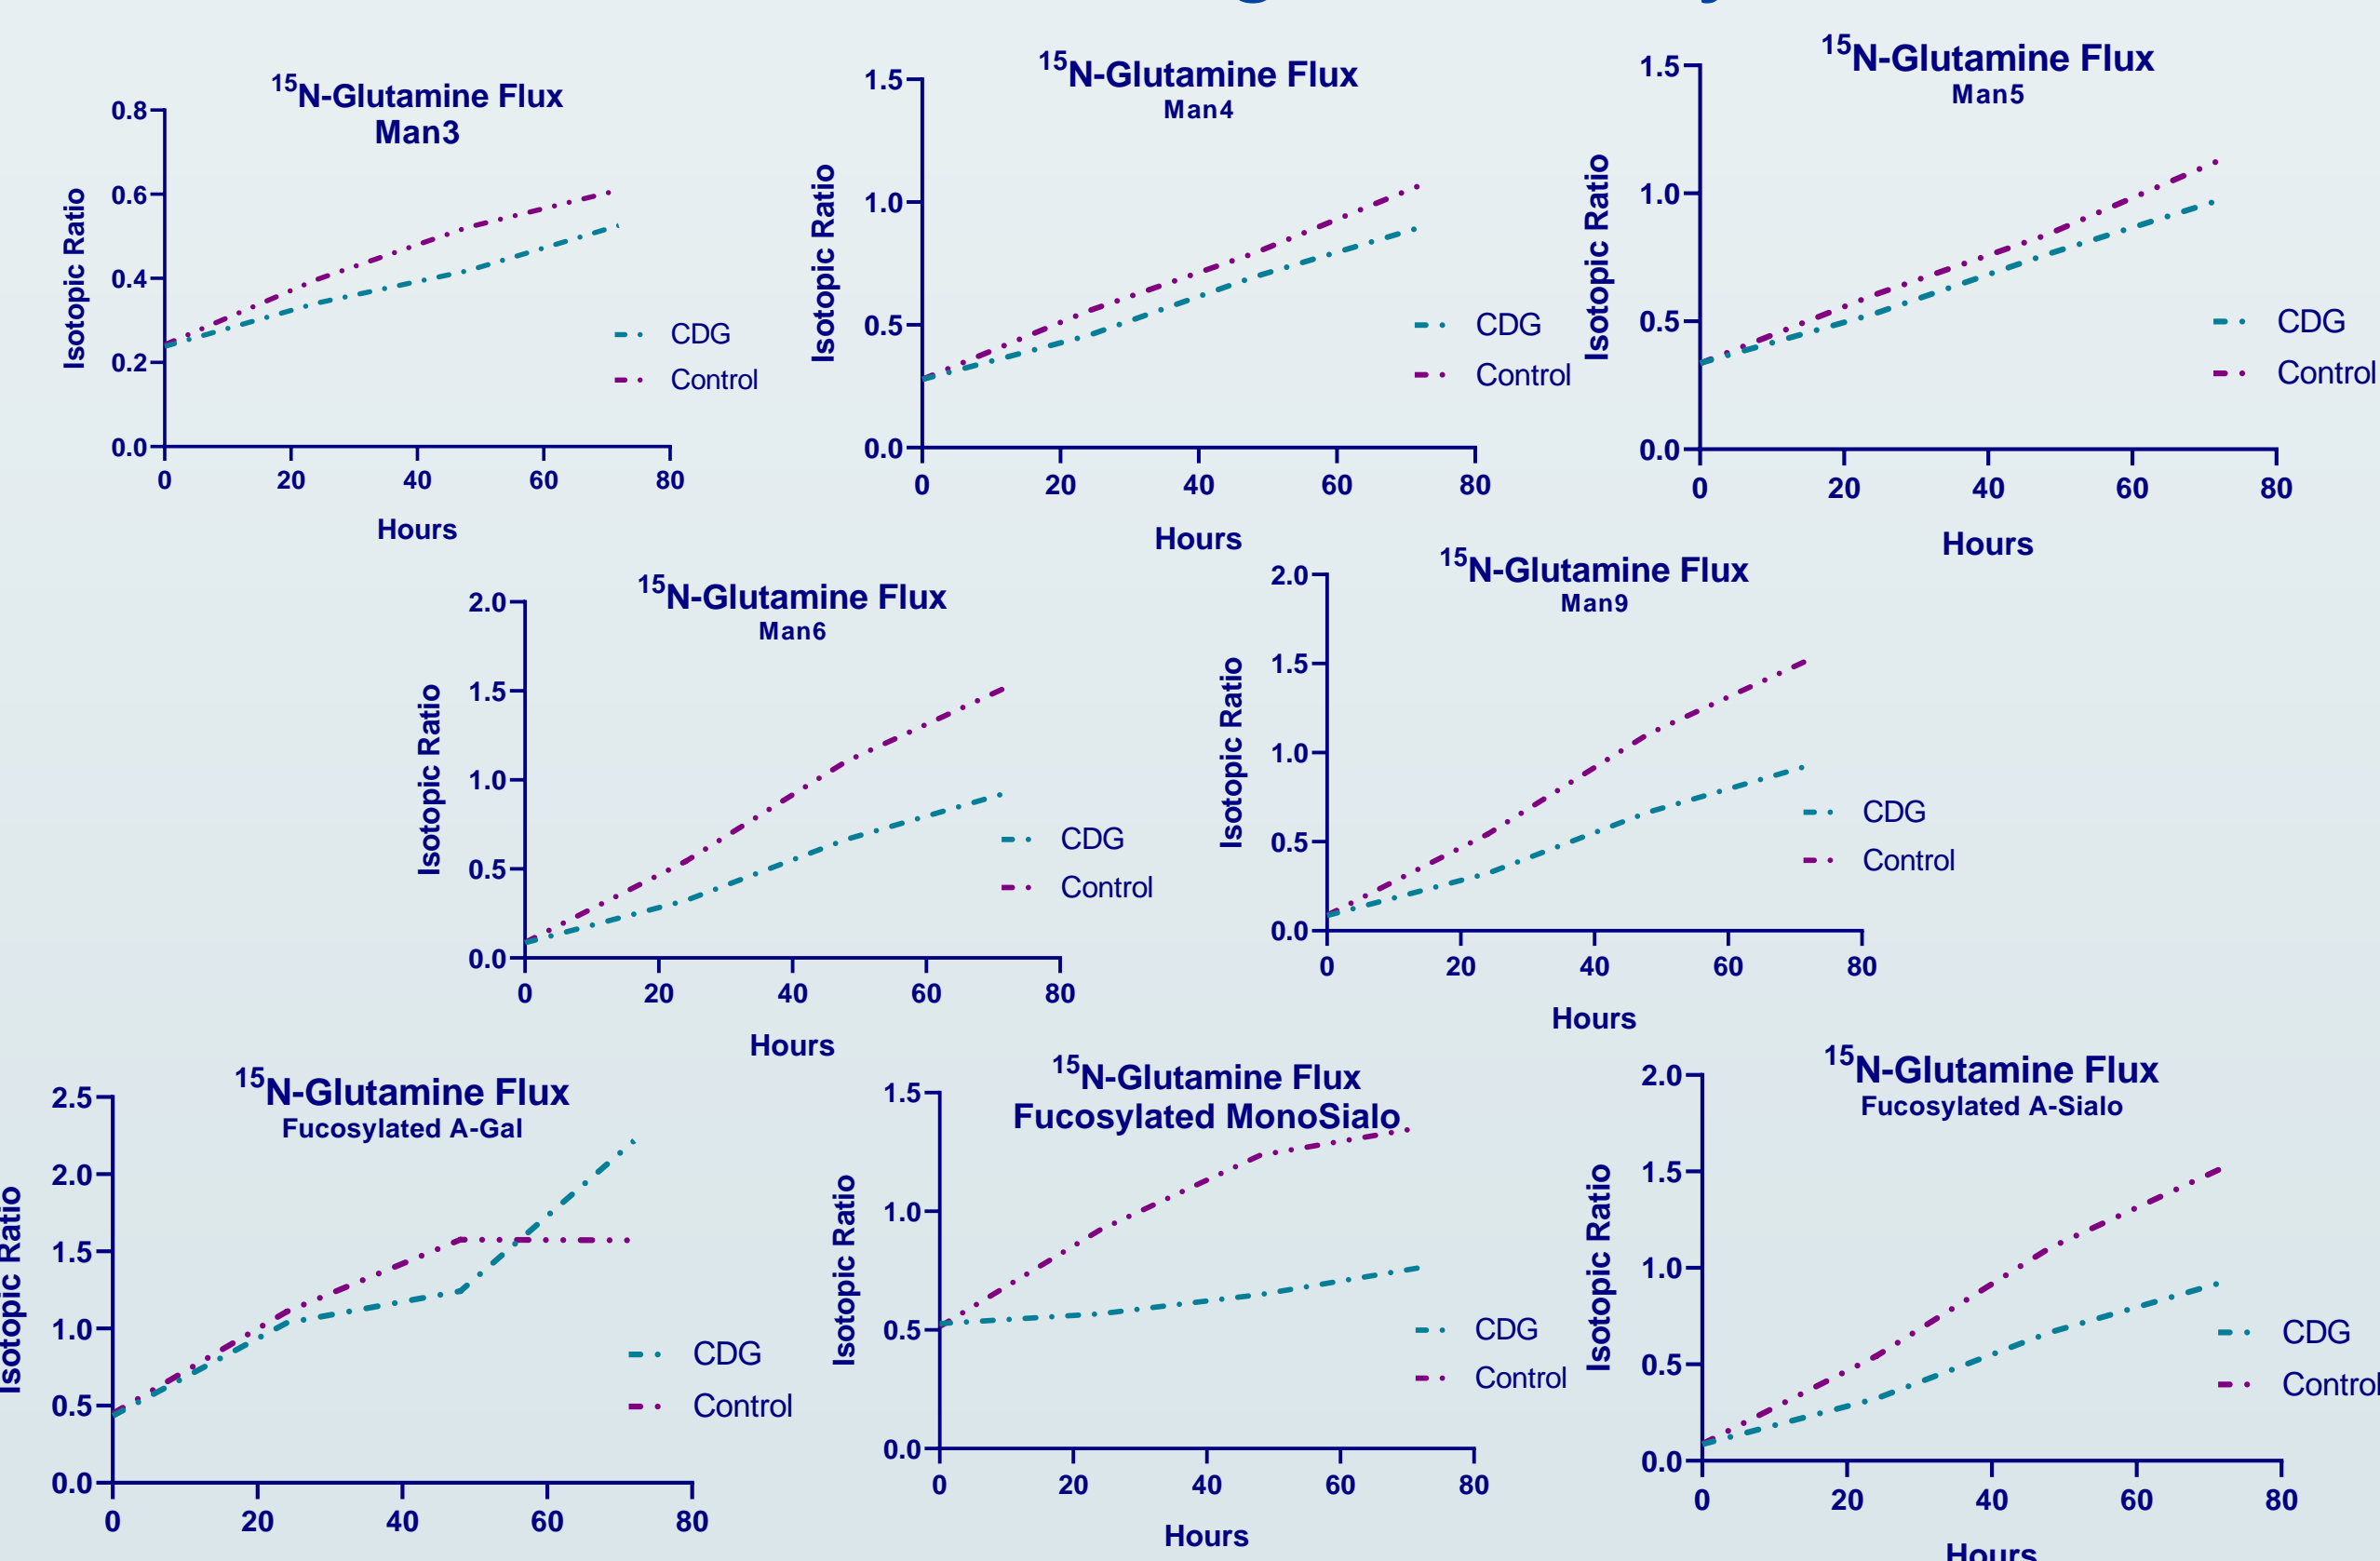 15N-Glutamine Flux
Man3
0.8
0.6
0.4
0.2
0.0
Isotopic Ratio
0 20 40 60 80
Hours
CDG
Control
15N-Glutamine Flux
Man4
1.5
1.0
0.5
0.0
Isotopic Ratio
0 20 40 60 80
Hours
CDG
Control
15N-Glutamine Flux
Man5
1.5
1.0
0.5
0.0
Isotopic Ratio
0 20 40 60 80
Hours
CDG
Control
15N-Glutamine Flux
Man6
2.0
1.5
1.0
0.5
0.0
Isotopic Ratio
0 20 40 60 80
Hours
CDG
Control
15N-Glutamine Flux
Man9
2.0
1.5
1.0
0.5
0.0
Isotopic Ratio
0 20 40 60 80
Hours
CDG
Control
15N-Glutamine Flux
Fucosylated A-Gal
2.5
2.0
1.5
1.0
0.5
0.0
Isotopic Ratio
0 20 40 60 80
CDG
Control
15N-Glutamine Flux
Fucosylated MonoSialo
1.5
1.0
0.5
0.0
Isotopic Ratio
0 20 40 60 80
Hours
CDG
Control
15N-Glutamine Flux
Fucosylated A-Sialo
2.0
1.5
1.0
0.5
0.0
Isotopic Ratio
0 20 40 60 80
Hours
CDG
Control